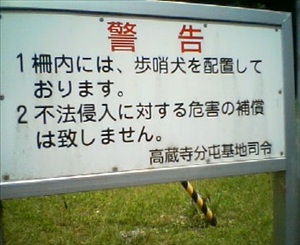 警告
1 柵内には、歩哨犬を配置して
おります。
2 不法侵入に対する危害の補償
は致しません。
高蔵寺分屯基地司令